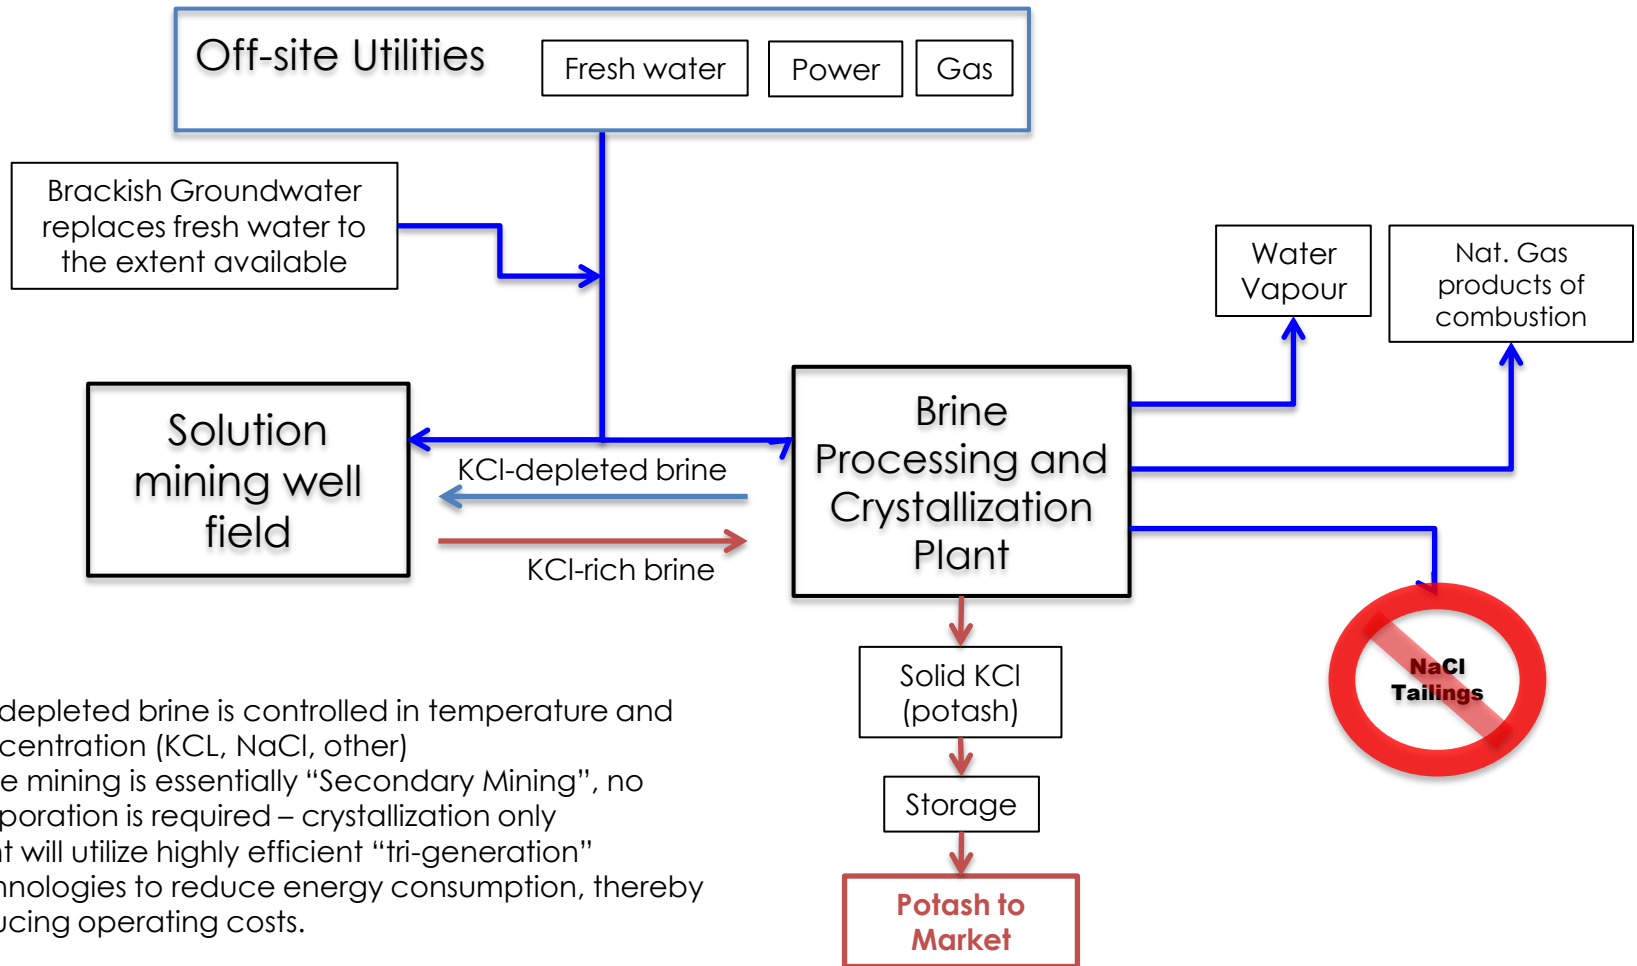 Off-site Utilities
Fresh water
Power
Gas
Brackish Groundwater
replaces fresh water to
the extent available
Water
Vapour
Nat. Gas
products of
combustion
Solution
mining well
field
KCl-depleted brine
KCl-rich brine
Brine
Processing and
Crystallization
Plant
NaCl
Tailings
Solid KCl
(potash)
Storage
Potash to
Market
depleted brine is controlled in temperature and
centration (KCL, NaCl, other)
e mining is essentially “Secondary Mining”, no
poration is required – crystallization only
t will utilize highly efficient “tri-generation”
hnologies to reduce energy consumption, thereby
ucing operating costs.